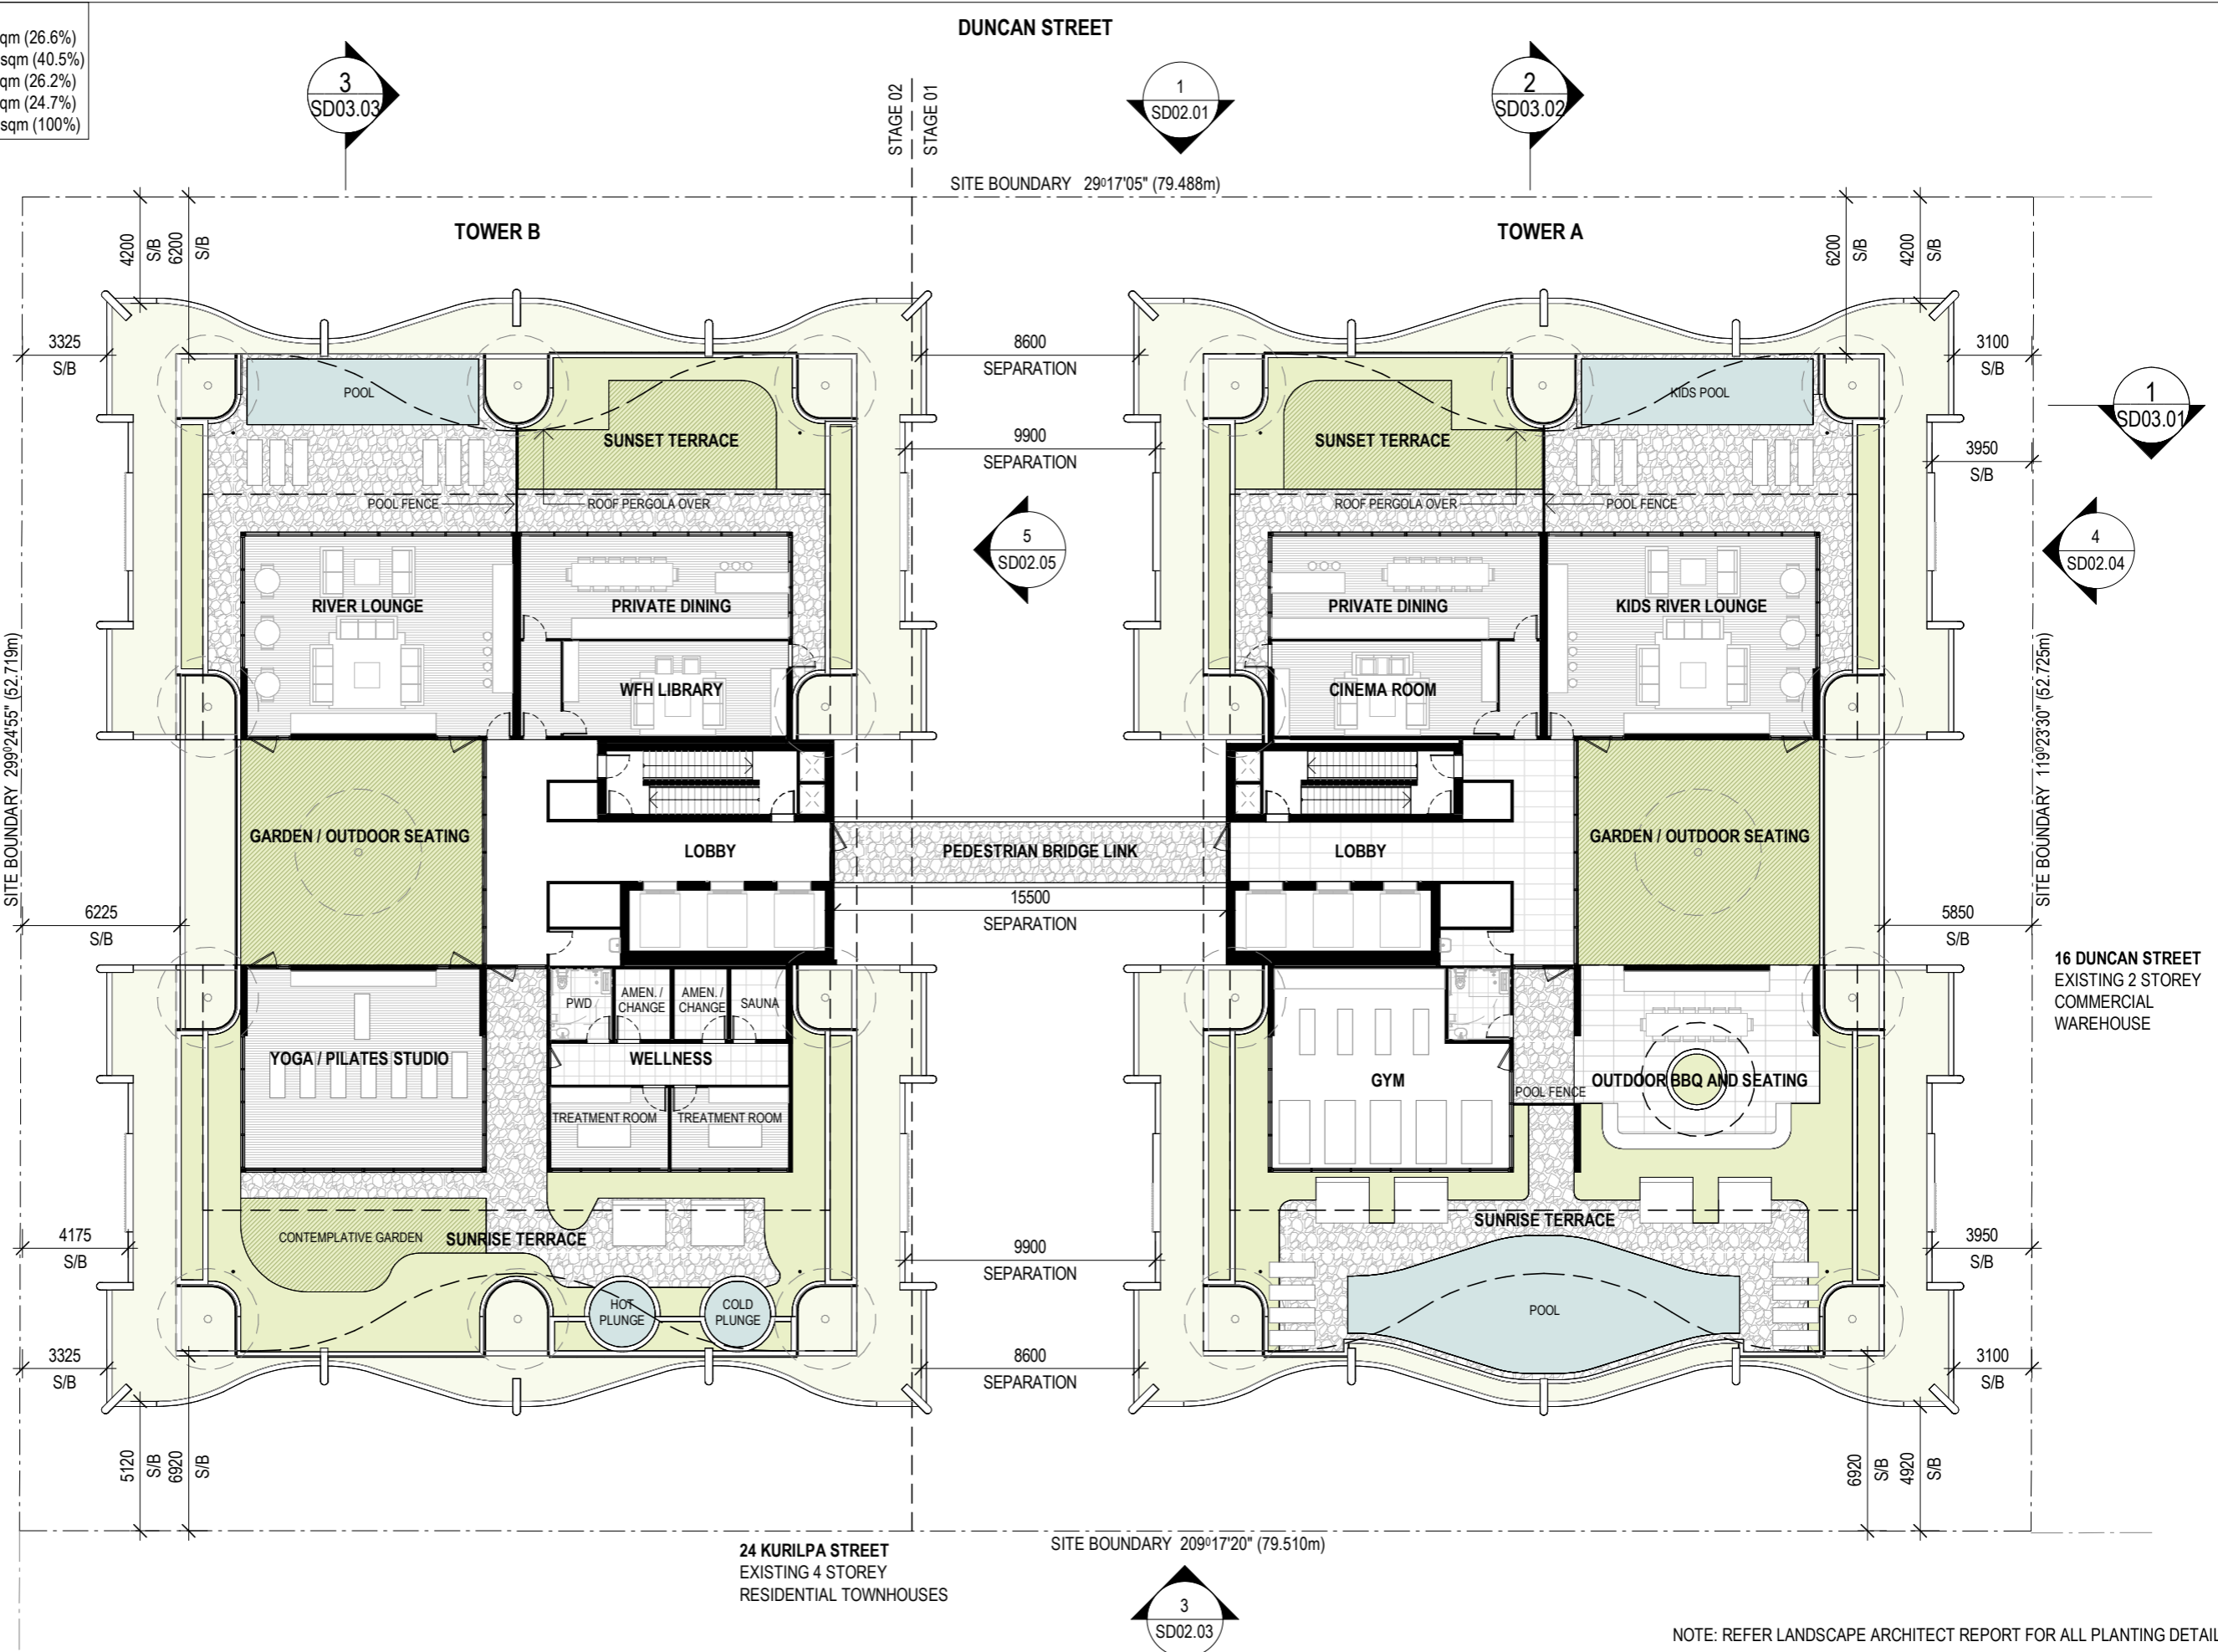 qm (26.6%)
sqm (40.5%)
qm (26.2%)
qm (24.7%)
sqm (100%)
DUNCAN STREET
3
SD03.03
STAGE 02
STAGE 01
1
SD02.01
2
SD03.02
SITE BOUNDARY 29⁰17'05" (79.488m)
TOWER B
TOWER A
4200
S/B
6200
S/B
6200
S/B
4200
S/B
3325
S/B
8600
SEPARATION
3100
S/B
POOL
SUNSET TERRACE
9900
SEPARATION
SUNSET TERRACE
KIDS POOL
1
SD03.01
3950
S/B
POOL FENCE
ROOF PERGOLA OVER
ROOF PERGOLA OVER
POOL FENCE
5
SD02.05
4
SD02.04
RIVER LOUNGE
PRIVATE DINING
PRIVATE DINING
KIDS RIVER LOUNGE
WFH LIBRARY
CINEMA ROOM
SITE BOUNDARY 299⁰24'55" (52.719m)
SITE BOUNDARY 119⁰23'30" (52.725m)
GARDEN / OUTDOOR SEATING
LOBBY
PEDESTRIAN BRIDGE LINK
LOBBY
GARDEN / OUTDOOR SEATING
6225
S/B
15500
SEPARATION
5850
S/B
16 DUNCAN STREET
EXISTING 2 STOREY
COMMERCIAL
WAREHOUSE
PWD
AMEN. /
CHANGE
AMEN. /
CHANGE
SAUNA
YOGA / PILATES STUDIO
WELLNESS
GYM
OUTDOOR BBQ AND SEATING
POOL FENCE
TREATMENT ROOM
TREATMENT ROOM
CONTEMPLATIVE GARDEN
SUNRISE TERRACE
SUNRISE TERRACE
4175
S/B
9900
SEPARATION
3950
S/B
HOT
PLUNGE
COLD
PLUNGE
POOL
3325
S/B
8600
SEPARATION
3100
S/B
5120
S/B
6920
S/B
6920
S/B
4920
S/B
24 KURILPA STREET
EXISTING 4 STOREY
RESIDENTIAL TOWNHOUSES
SITE BOUNDARY 209⁰17'20" (79.510m)
3
SD02.03
NOTE: REFER LANDSCAPE ARCHITECT REPORT FOR ALL PLANTING DETAIL